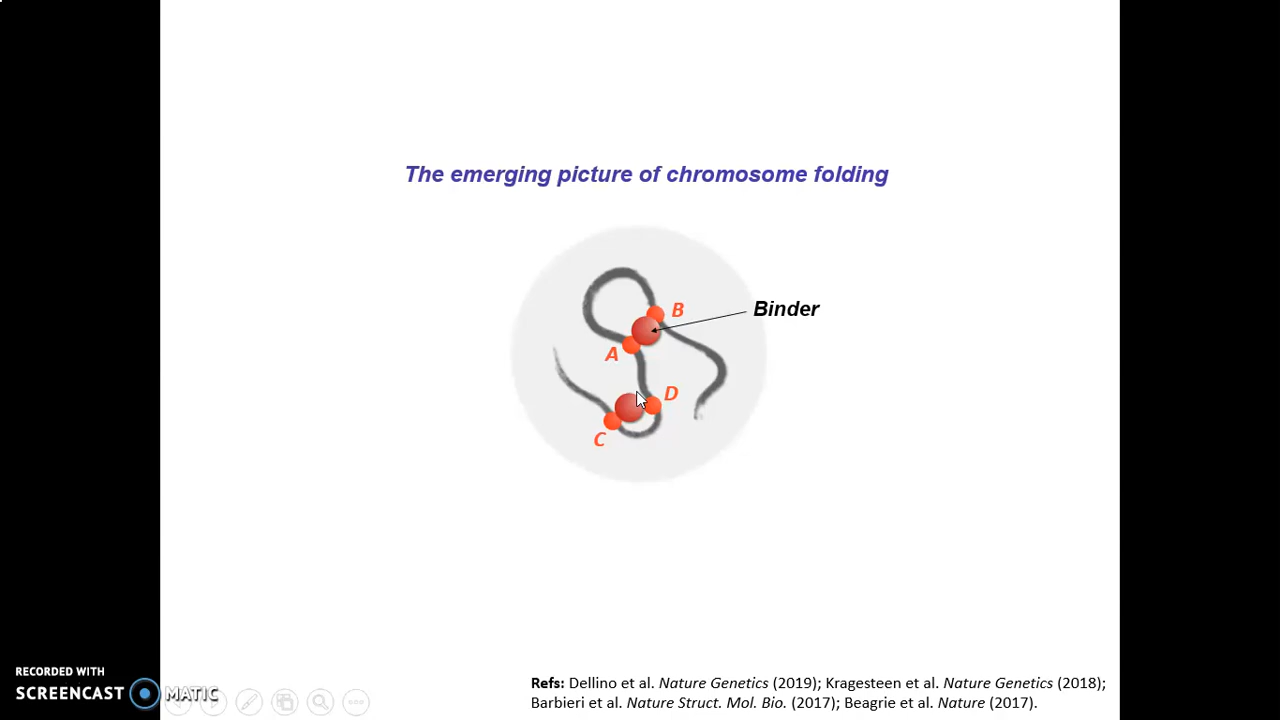 The emerging picture of chromosome folding
B
Binder
A
D
C
RECORDED WITH
SCREENCAST MATIC
Refs: Dellino et al. Nature Genetics (2019); Kragesteen et al. Nature Genetics (2018);
Barbieri et al. Nature Struct. Mol. Bio. (2017); Beagrie et al. Nature (2017).